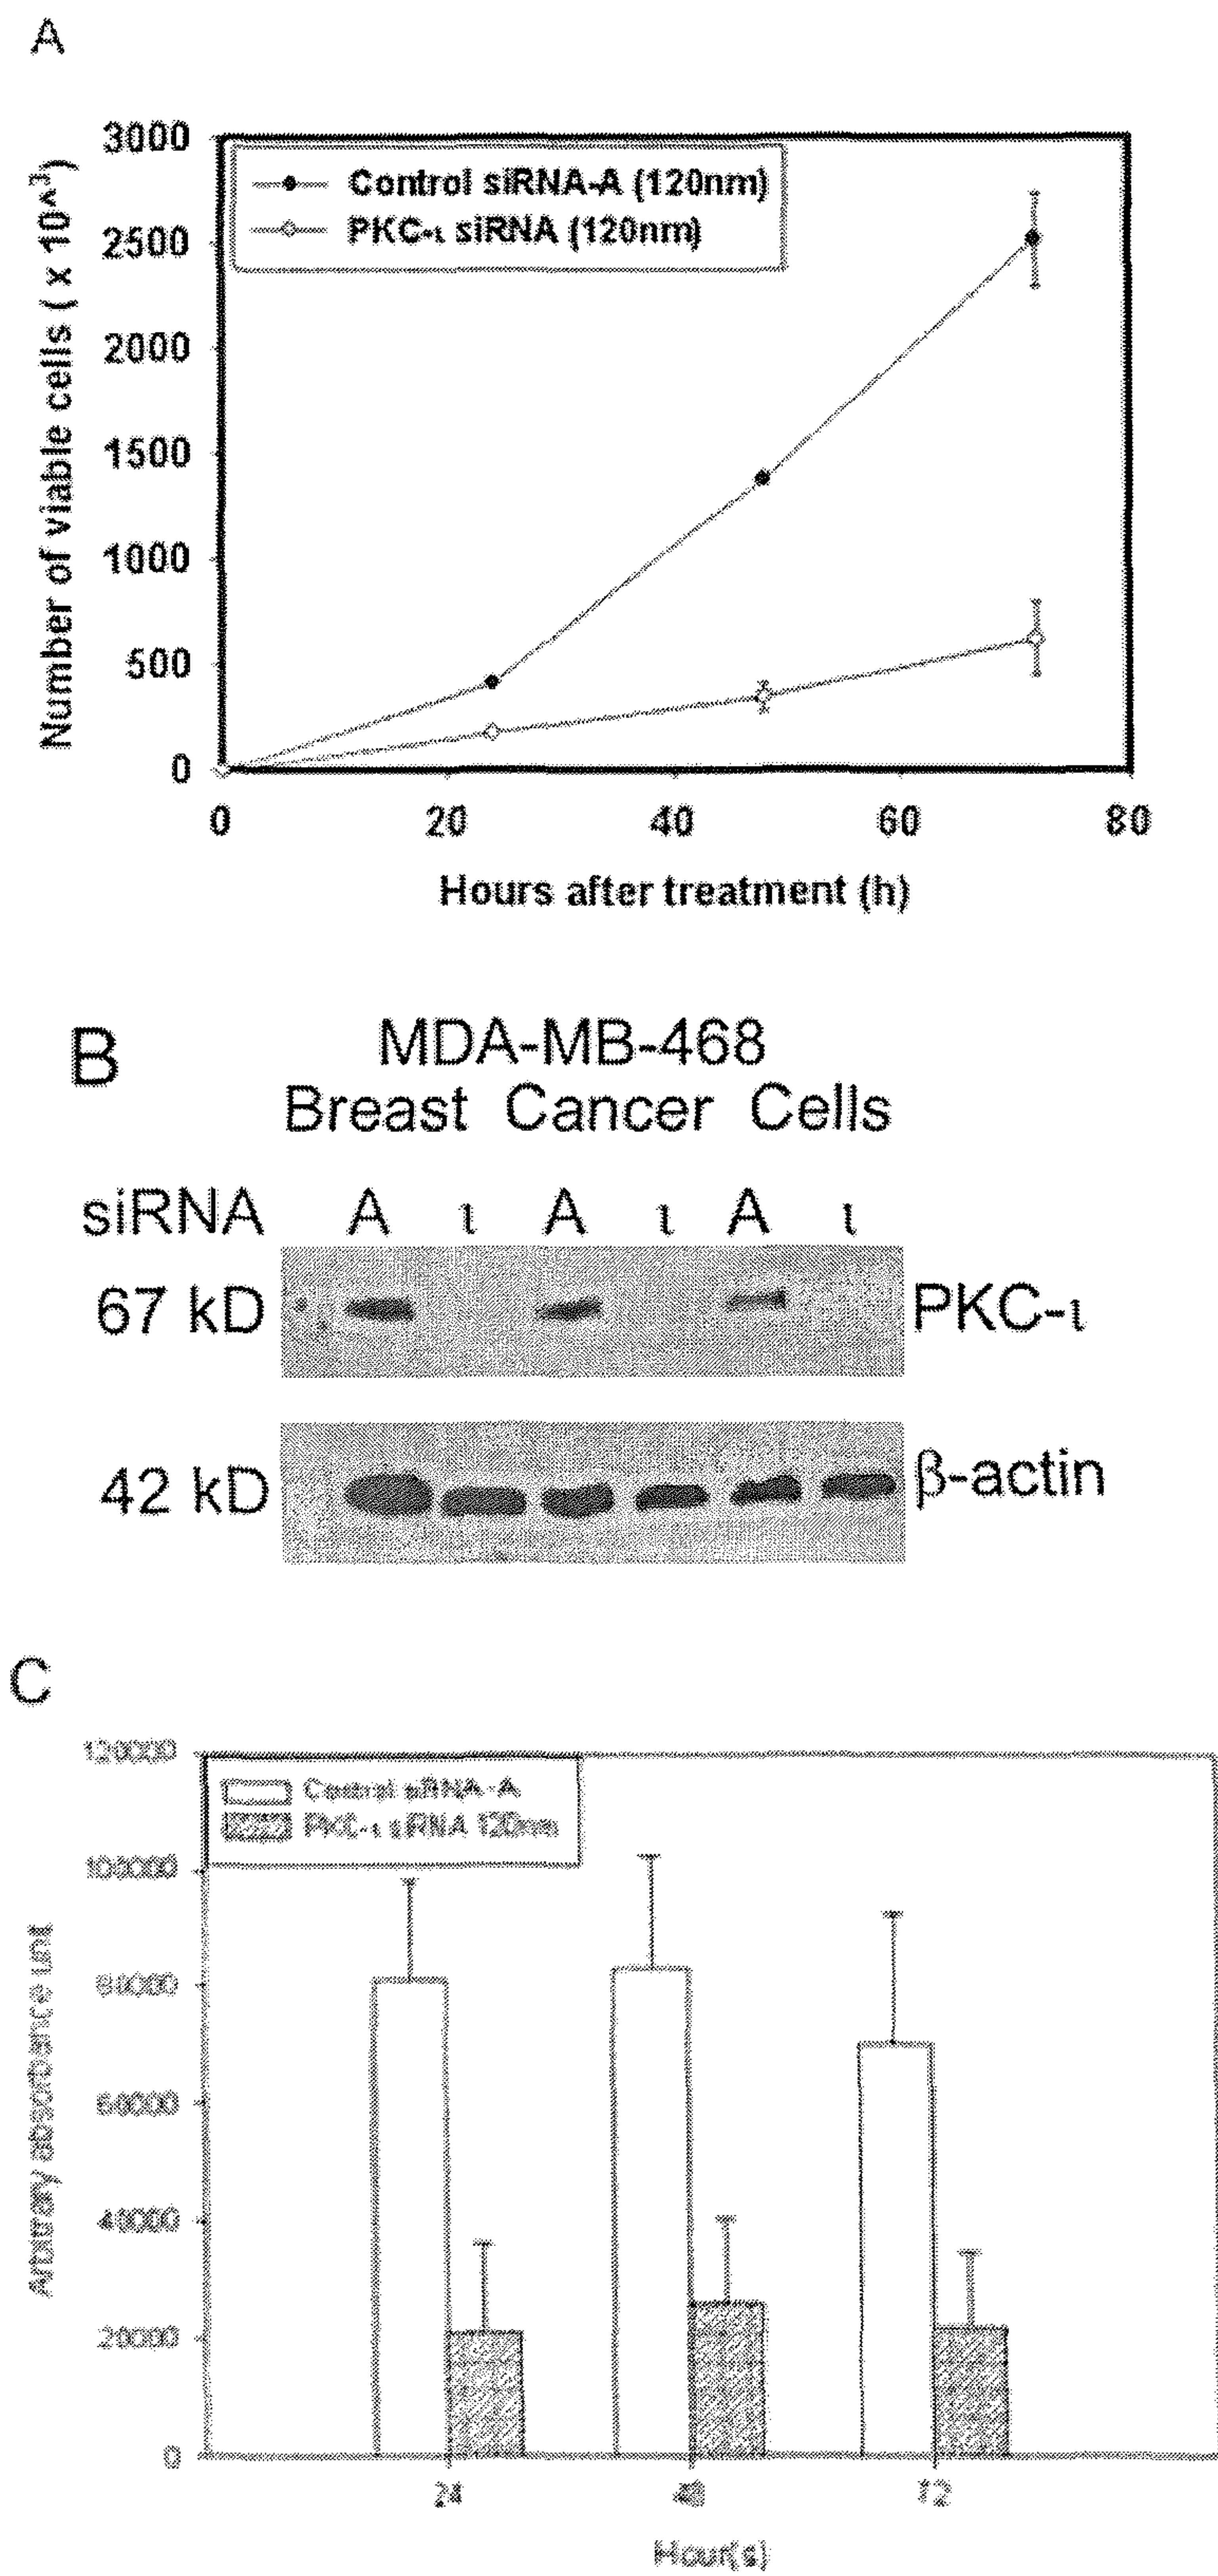 A
3000
2500
2000
1500
1000
500
0
Number of viable cells ( x 10^3)
Control siRNA-A (120nm)
PKC-ι siRNA (120nm)
0 20 40 60 80
Hours after treatment (h)
B
MDA-MB-468
Breast Cancer Cells
siRNA A ι A ι A ι
67 kD PKC-ι
42 kD β-actin
C
120000
100000
80000
60000
40000
20000
0
Arbitrary absorbance unit
Control siRNA-A
PKC-ι siRNA 120nm
24 48 72
Hour(s)